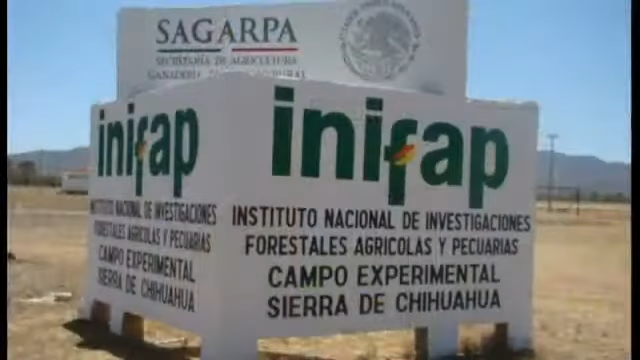 SAGARPA
SECRETARÍA DE AGRICULTURA
GANADERÍA
inifap
INSTITUTO NACIONAL DE INVESTIGACIONES
FORESTALES AGRICOLAS Y PECUARIAS
CAMPO EXPERIMENTAL
SIERRA DE CHIHUAHUA
inifap
INSTITUTO NACIONAL DE INVESTIGACIONES
FORESTALES AGRICOLAS Y PECUARIAS
CAMPO EXPERIMENTAL
SIERRA DE CHIHUAHUA